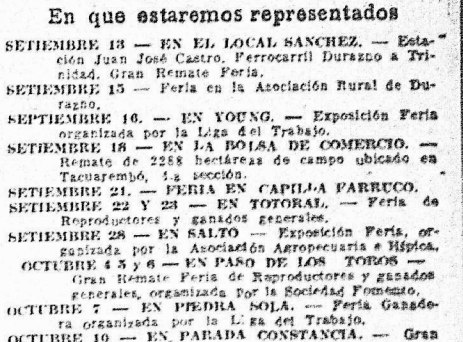 En que estaremos representados
SETIEMBRE 13 — EN EL LOCAL SANCHEZ. — Esta-
ción Juan José Castro. Ferrocarril Durazno a Tri-
nidad. Gran Remate Feria.
SETIEMBRE 15 — Feria en la Asociación Rural de Du-
razno.
SEPTIEMBRE 16. — EN YOUNG. — Exposición Feria
organizada por la Liga del Trabajo.
SETIEMBRE 18 — EN LA BOLSA DE COMERCIO. —
Remate de 2288 hectáreas de campo ubicado en
Tacuarembó, 4.a sección.
SETIEMBRE 21. — FERIA EN CAPILLA FARRUCO.
SETIEMBRE 22 Y 23 — EN TOTORAL. — Feria de
Reproductores y ganados generales.
SETIEMBRE 28 — EN SALTO — Exposición Feria, or-
ganizada por la Asociación Agropecuaria e Hípica.
OCTUBRE 4 5 y 6 — EN PASO DE LOS TOROS —
Gran Remate Feria de Reproductores y ganados
generales, organizada por la Sociedad Fomento.
OCTUBRE 7 — EN PIEDRA SOLA. — Feria Ganade-
ra organizada por la Liga del Trabajo.
OCTUBRE 10 — EN PARADA CONSTANCIA. — Gran